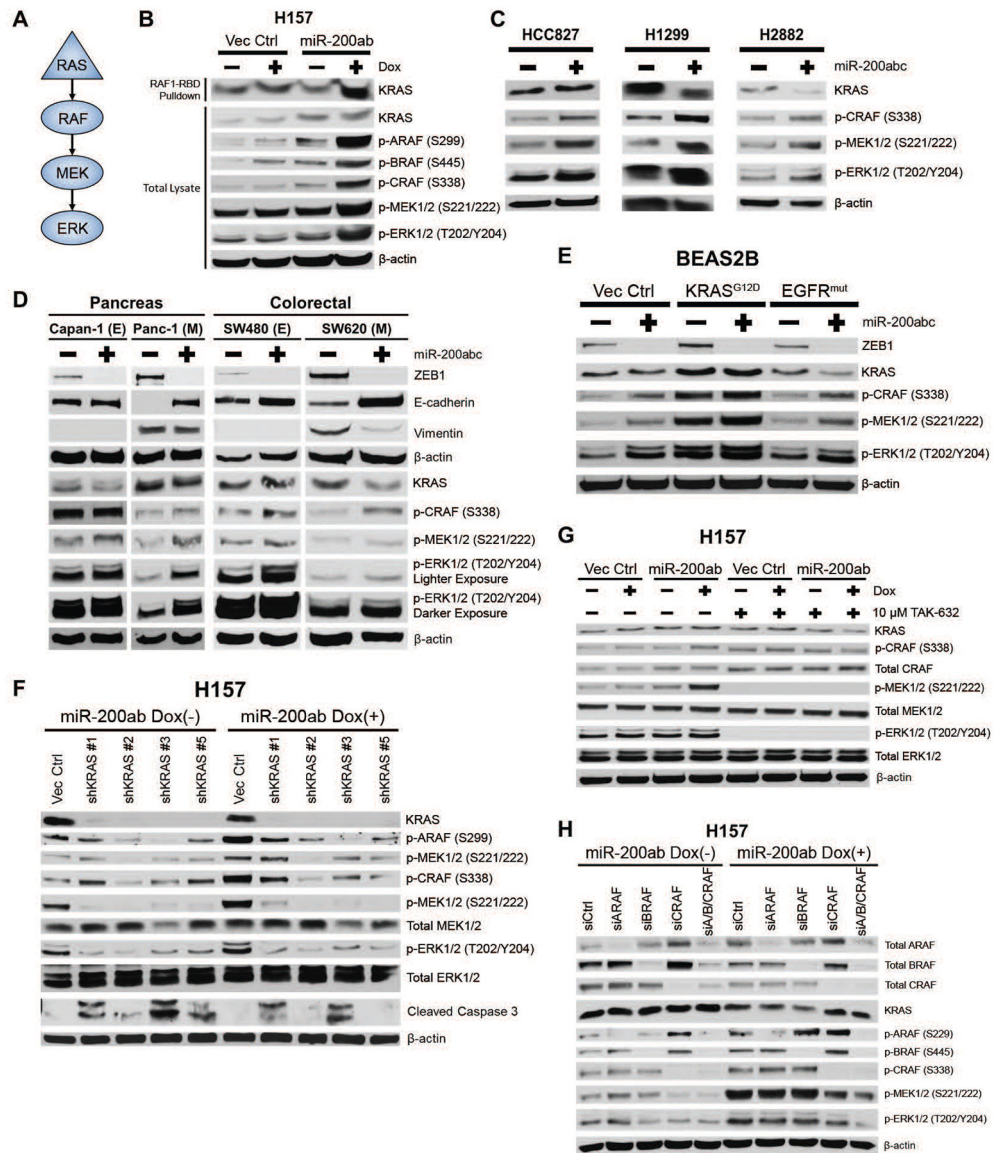 A
RAS
RAF
MEK
ERK
B
H157
Vec Ctrl miR-200ab
− + − + Dox
RAF1-RBD
Pulldown
KRAS
Total Lysate
KRAS
p-ARAF (S299)
p-BRAF (S445)
p-CRAF (S338)
p-MEK1/2 (S221/222)
p-ERK1/2 (T202/Y204)
β-actin
C
HCC827 H1299 H2882
− + − + − + miR-200abc
KRAS
p-CRAF (S338)
p-MEK1/2 (S221/222)
p-ERK1/2 (T202/Y204)
β-actin
D
Pancreas Colorectal
Capan-1 (E) Panc-1 (M) SW480 (E) SW620 (M)
− + − + − + − + miR-200abc
ZEB1
E-cadherin
Vimentin
β-actin
KRAS
p-CRAF (S338)
p-MEK1/2 (S221/222)
p-ERK1/2 (T202/Y204)
Lighter Exposure
p-ERK1/2 (T202/Y204)
Darker Exposure
β-actin
E
BEAS2B
Vec Ctrl KRASG12D EGFRmut
− + − + − + miR-200abc
ZEB1
KRAS
p-CRAF (S338)
p-MEK1/2 (S221/222)
p-ERK1/2 (T202/Y204)
β-actin
F
H157
miR-200ab Dox(-) miR-200ab Dox(+)
Vec Ctrl shKRAS #1 shKRAS #2 shKRAS #3 shKRAS #5 Vec Ctrl shKRAS #1 shKRAS #2 shKRAS #3 shKRAS #5
KRAS
p-ARAF (S299)
p-MEK1/2 (S221/222)
p-CRAF (S338)
p-MEK1/2 (S221/222)
Total MEK1/2
p-ERK1/2 (T202/Y204)
Total ERK1/2
Cleaved Caspase 3
β-actin
G
H157
Vec Ctrl miR-200ab Vec Ctrl miR-200ab
− + − + − + − + Dox
− − − − + + + + 10 µM TAK-632
KRAS
p-CRAF (S338)
Total CRAF
p-MEK1/2 (S221/222)
Total MEK1/2
p-ERK1/2 (T202/Y204)
Total ERK1/2
β-actin
H
H157
miR-200ab Dox(-) miR-200ab Dox(+)
siCtrl siARAF siBRAF siCRAF siA/B/CRAF siCtrl siARAF siBRAF siCRAF siA/B/CRAF
Total ARAF
Total BRAF
Total CRAF
KRAS
p-ARAF (S229)
p-BRAF (S445)
p-CRAF (S338)
p-MEK1/2 (S221/222)
p-ERK1/2 (T202/Y204)
β-actin